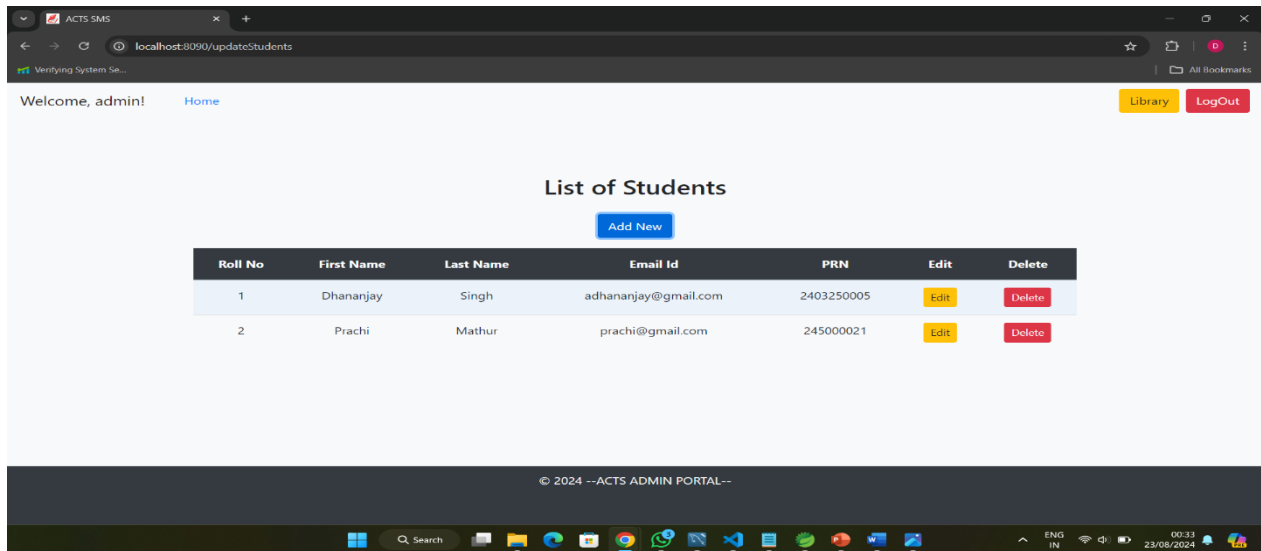 ACTS SMS
localhost:8090/updateStudents
Verifying System Se...
All Bookmarks
Welcome, admin! Home Library LogOut
List of Students
Add New
Roll No First Name Last Name Email Id PRN Edit Delete
1 Dhananjay Singh adhananjay@gmail.com 2403250005 Edit Delete
2 Prachi Mathur prachi@gmail.com 245000021 Edit Delete
© 2024 --ACTS ADMIN PORTAL--
Search
ENG
IN
00:33
23/08/2024